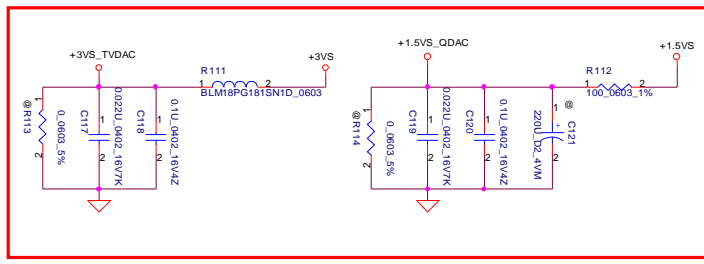 +3VS_TVDAC
+3VS
R111
1
2
BLM18PG181SN1D_0603
@
R113
1
2
0_0603_5%
C117
1
2
0.022U_0402_16V7K
C118
1
2
0.1U_0402_16V4Z
+1.5VS_QDAC
+1.5VS
R112
1
2
100_0603_1%
@
R114
1
2
0_0603_5%
C119
1
2
0.022U_0402_16V7K
C120
1
2
0.1U_0402_16V4Z
@
C121
1
+
2
220U_D2_4VM